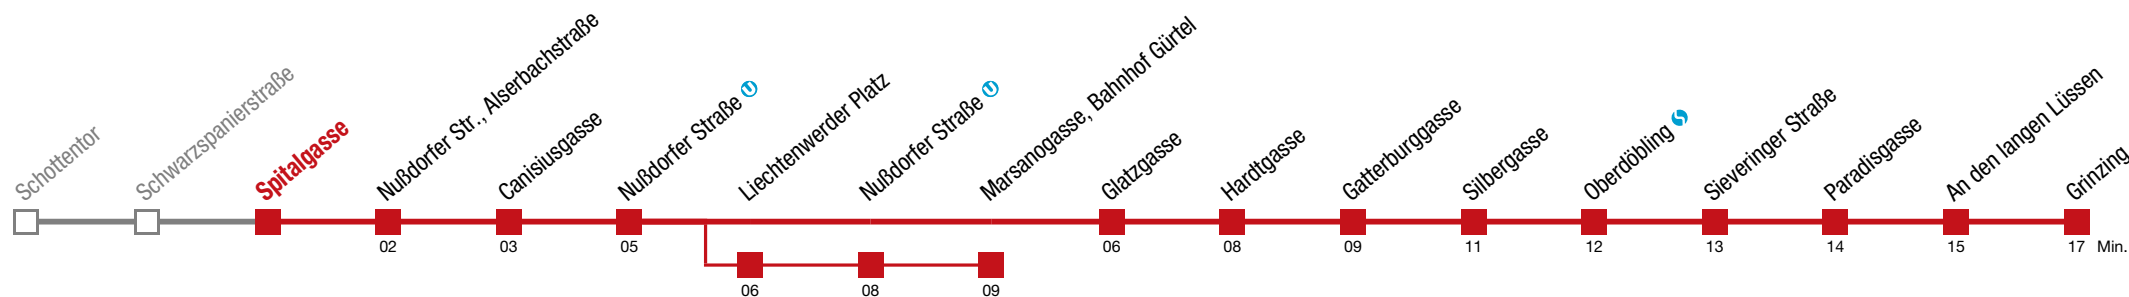 Schottentor
Schwarzspanierstraße
Spitalgasse
Nußdorfer Str., Alserbachstraße
Canisiusgasse
Nußdorfer Straße U
Liechtenwerder Platz
Nußdorfer Straße U
Marsanogasse, Bahnhof Gürtel
Glatzgasse
Hardtgasse
Gatterburggasse
Silbergasse
Oberdöbling S
Sieveringer Straße
Paradisgasse
An den langen Lüssen
Grinzing
02 03 05 06 08 09 11 12 13 14 15 17 Min.
06 08 09